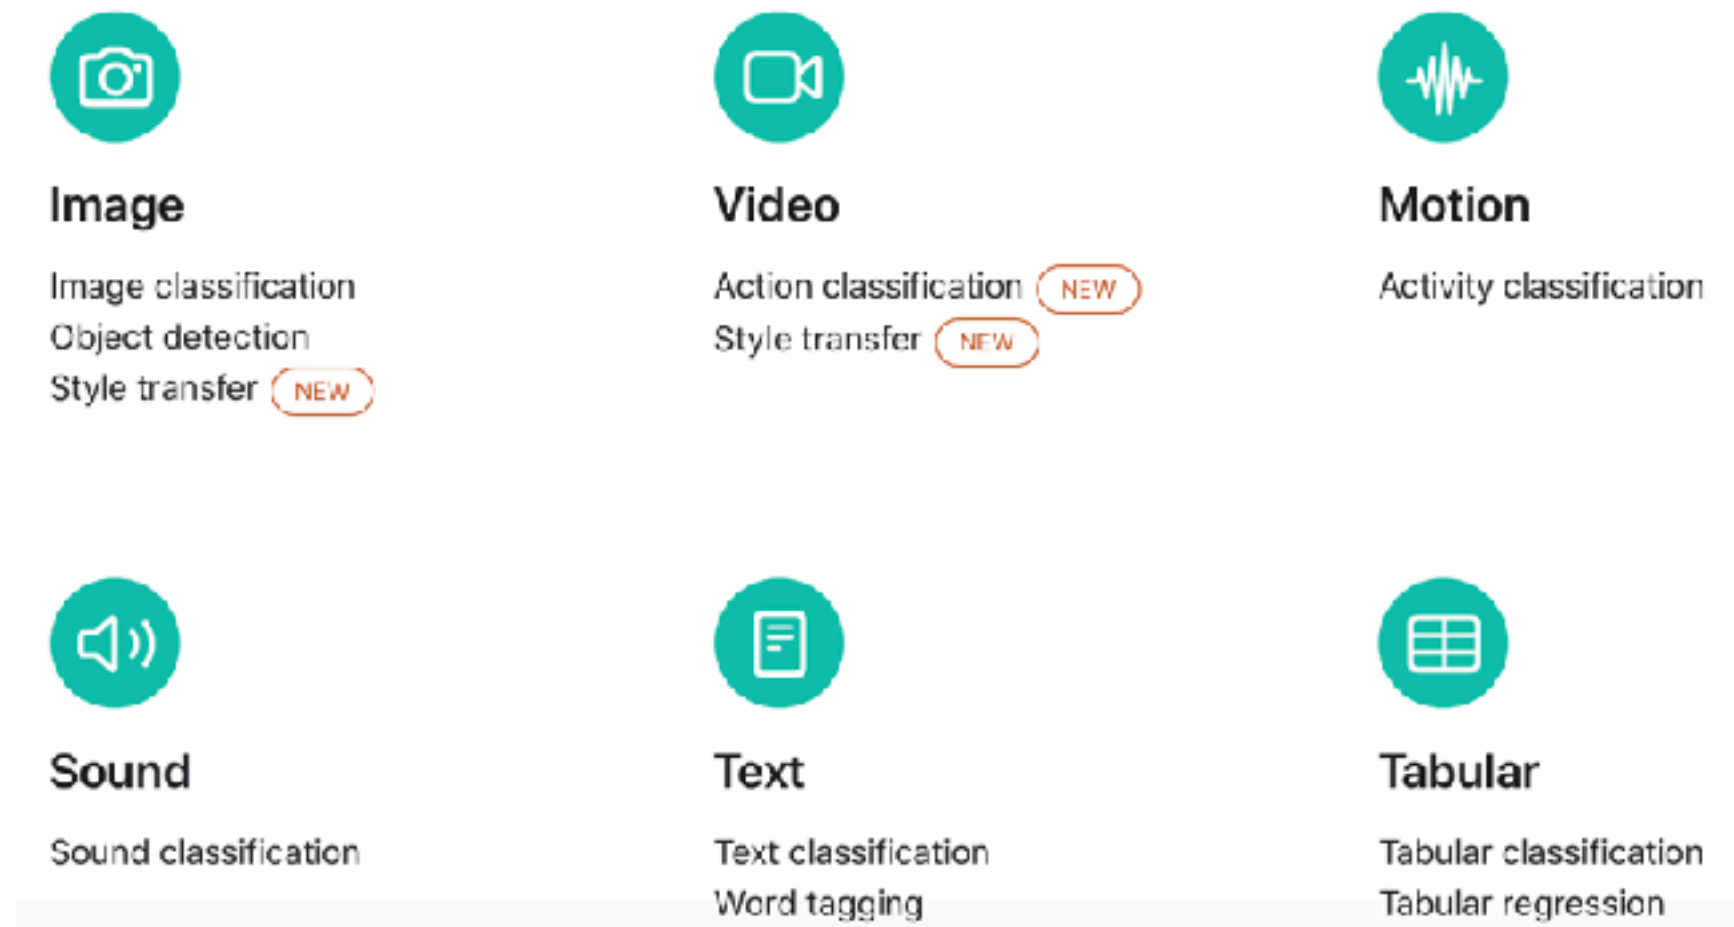 Image
Image classification
Object detection
Style transfer NEW
Video
Action classification NEW
Style transfer NEW
Motion
Activity classification
Sound
Sound classification
Text
Text classification
Word tagging
Tabular
Tabular classification
Tabular regression